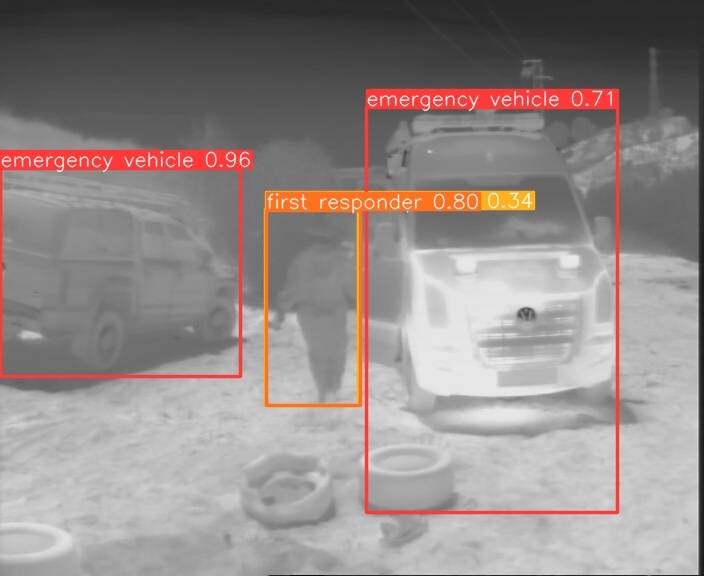 emergency vehicle 0.71
emergency vehicle 0.96
first responder 0.80 0.34